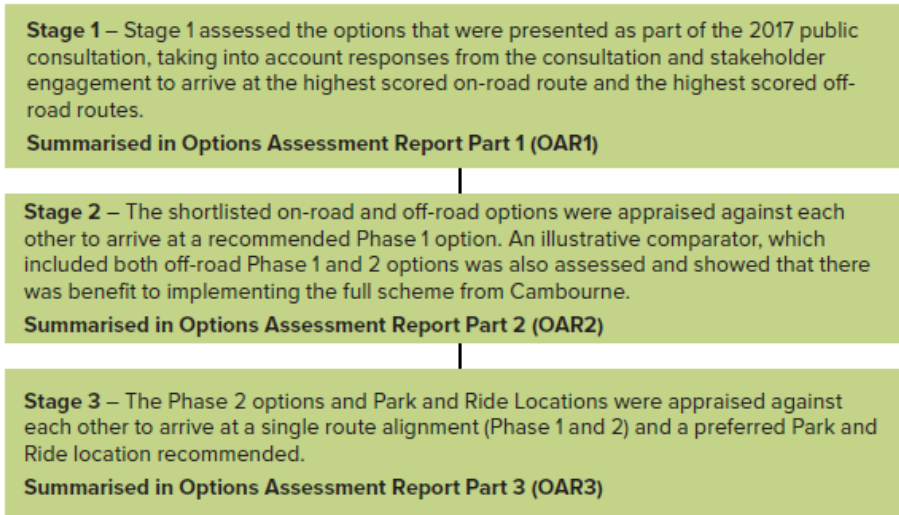 Stage 1 – Stage 1 assessed the options that were presented as part of the 2017 public
consultation, taking into account responses from the consultation and stakeholder
engagement to arrive at the highest scored on-road route and the highest scored off-
road routes.
Summarised in Options Assessment Report Part 1 (OAR1)
Stage 2 – The shortlisted on-road and off-road options were appraised against each
other to arrive at a recommended Phase 1 option. An illustrative comparator, which
included both off-road Phase 1 and 2 options was also assessed and showed that there
was benefit to implementing the full scheme from Cambourne.
Summarised in Options Assessment Report Part 2 (OAR2)
Stage 3 – The Phase 2 options and Park and Ride Locations were appraised against
each other to arrive at a single route alignment (Phase 1 and 2) and a preferred Park and
Ride location recommended.
Summarised in Options Assessment Report Part 3 (OAR3)